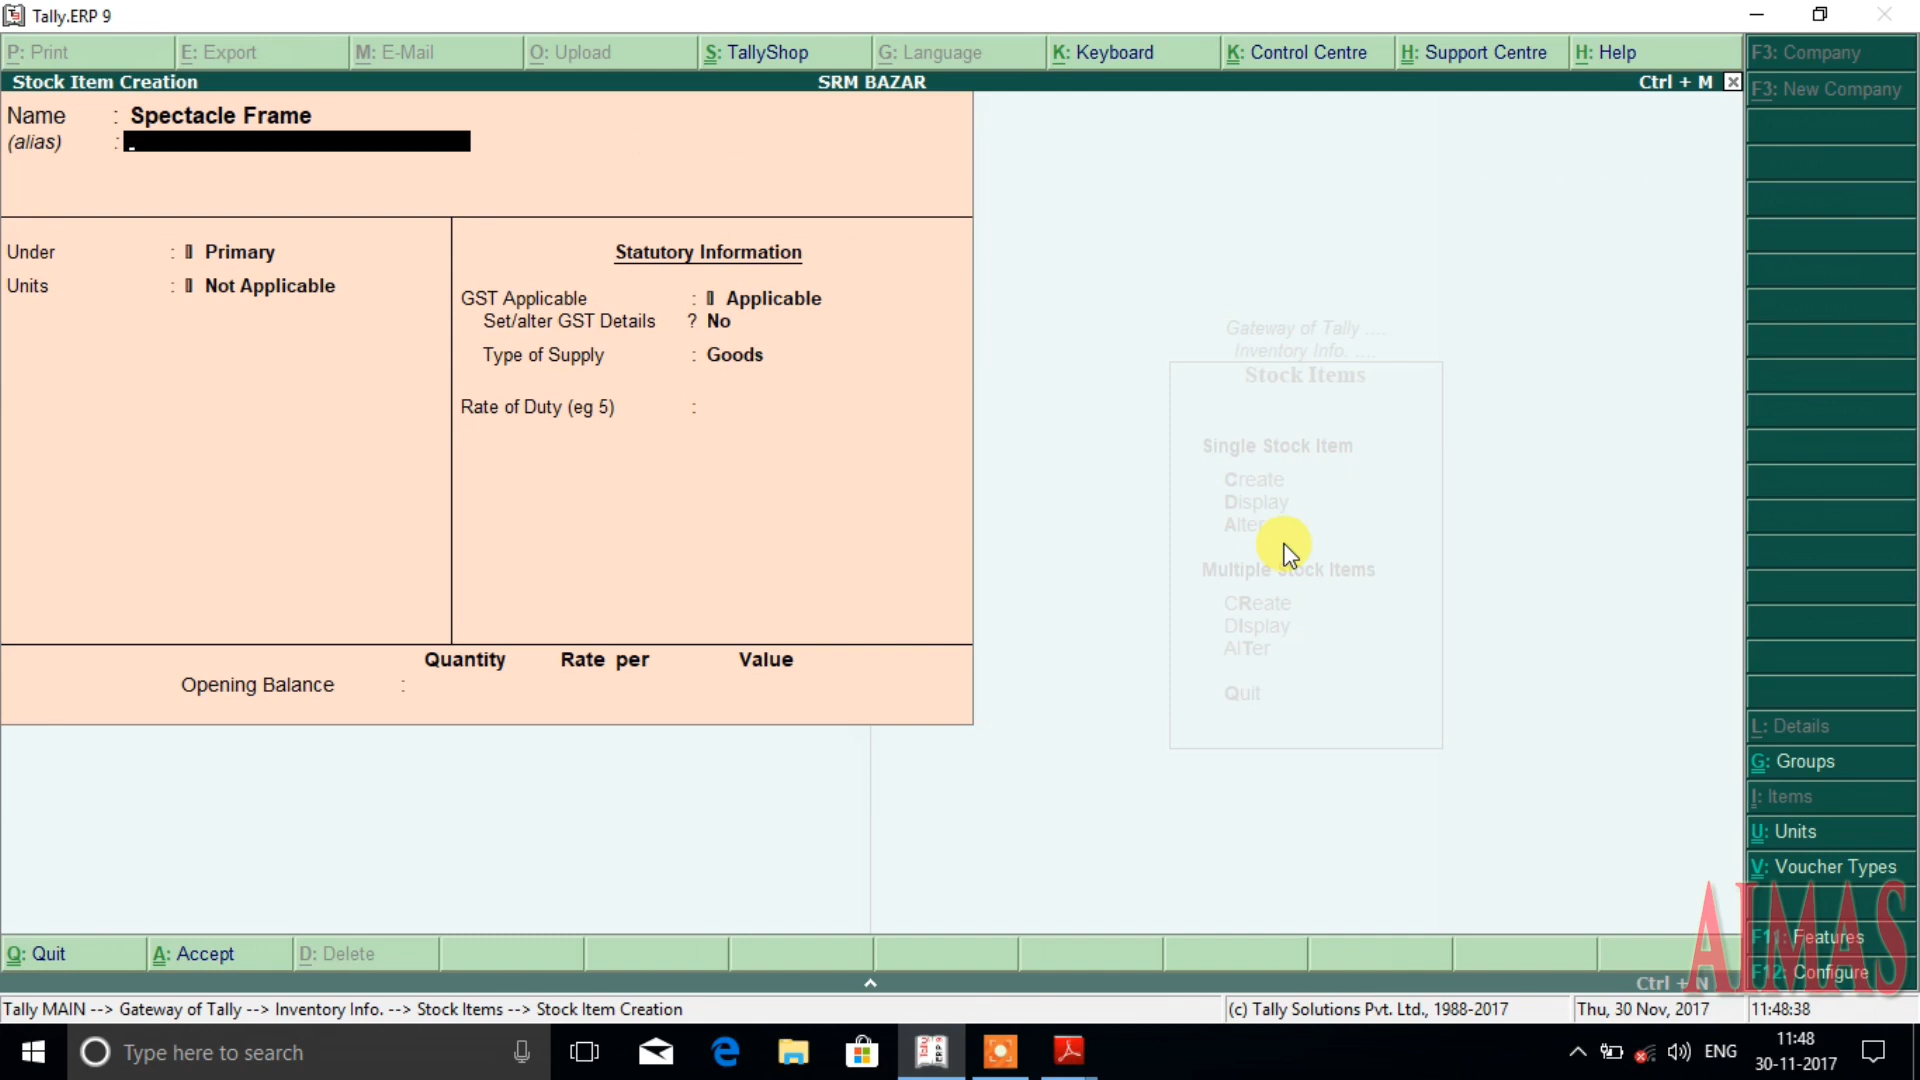 Tally.ERP 9
P: Print E: Export M: E-Mail O: Upload S: TallyShop G: Language K: Keyboard K: Control Centre H: Support Centre H: Help F3: Company
Stock Item Creation SRM BAZAR Ctrl + M
F3: New Company
Name : Spectacle Frame
(alias) :
Under : Primary
Units : Not Applicable
Statutory Information
GST Applicable : Applicable
Set/alter GST Details ? No
Type of Supply : Goods
Rate of Duty (eg 5) :
Quantity Rate per Value
Opening Balance :
Gateway of Tally ....
Inventory Info. ....
Stock Items
Single Stock Item
Create
Display
Alter
Multiple Stock Items
CReate
DIsplay
AlTer
Quit
L: Details
G: Groups
I: Items
U: Units
V: Voucher Types
F11: Features
F12: Configure
AIMAS
Q: Quit A: Accept D: Delete
Ctrl + N
Tally MAIN --> Gateway of Tally --> Inventory Info. --> Stock Items --> Stock Item Creation (c) Tally Solutions Pvt. Ltd., 1988-2017 Thu, 30 Nov, 2017 11:48:38
Type here to search
ENG
11:48
30-11-2017